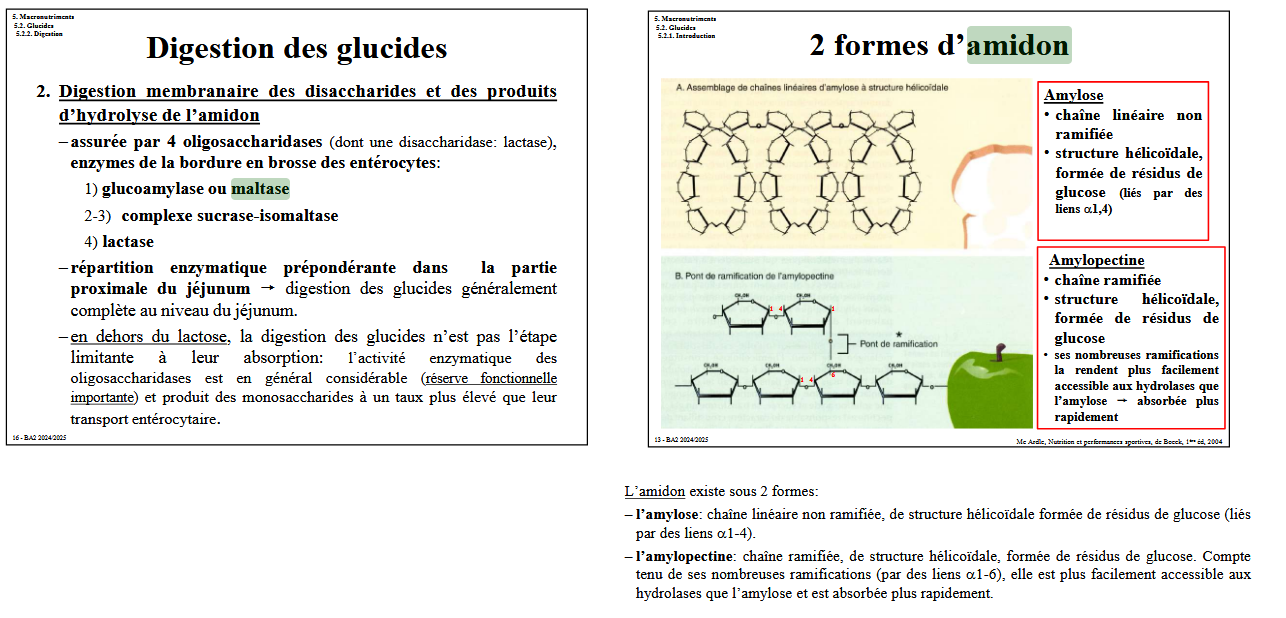 5. Macronutriments
5.2. Glucides
5.2.2. Digestion
Digestion des glucides
2. Digestion membranaire des disaccharides et des produits
d’hydrolyse de l’amidon
– assurée par 4 oligosaccharidases (dont une disaccharidase: lactase),
enzymes de la bordure en brosse des entérocytes:
1) glucoamylase ou maltase
2-3) complexe sucrase-isomaltase
4) lactase
– répartition enzymatique prépondérante dans la partie
proximale du jéjunum → digestion des glucides généralement
complète au niveau du jéjunum.
– en dehors du lactose, la digestion des glucides n’est pas l’étape
limitante à leur absorption: l’activité enzymatique des
oligosaccharidases est en général considérable (réserve fonctionnelle
importante) et produit des monosaccharides à un taux plus élevé que leur
transport entérocytaire.
16 - BA2 2024/2025
5. Macronutriments
5.2. Glucides
5.2.1. Introduction
2 formes d’amidon
A. Assemblage de chaînes linéaires d'amylose à structure hélicoïdale
Amylose
• chaîne linéaire non
ramifiée
• structure hélicoïdale,
formée de résidus de
glucose (liés par des
liens α1,4)
B. Pont de ramification de l'amylopectine
CH₂OH CH₂OH
1 4 1
*
Pont de ramification
CH₂OH CH₂OH CH₂OH CH₂OH
1 4 6
Amylopectine
• chaîne ramifiée
• structure hélicoïdale,
formée de résidus de
glucose
• ses nombreuses ramifications
la rendent plus facilement
accessible aux hydrolases que
l’amylose → absorbée plus
rapidement
13 - BA2 2024/2025
Mc Ardle, Nutrition et performances sportives, de Boeck, 1ère éd, 2004
L’amidon existe sous 2 formes:
– l’amylose: chaîne linéaire non ramifiée, de structure hélicoïdale formée de résidus de glucose (liés
par des liens α1-4).
– l’amylopectine: chaîne ramifiée, de structure hélicoïdale, formée de résidus de glucose. Compte
tenu de ses nombreuses ramifications (par des liens α1-6), elle est plus facilement accessible aux
hydrolases que l’amylose et est absorbée plus rapidement.